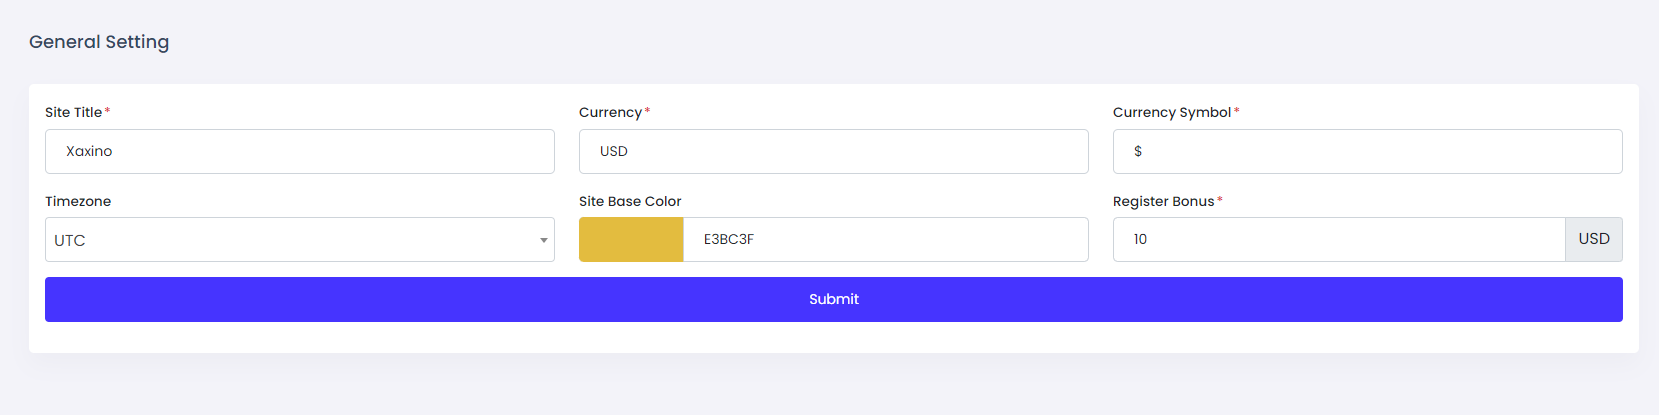 General Setting
Site Title *
Currency *
Currency Symbol *
Xaxino
USD
$
Timezone
Site Base Color
Register Bonus *
UTC
E3BC3F
10
USD
Submit